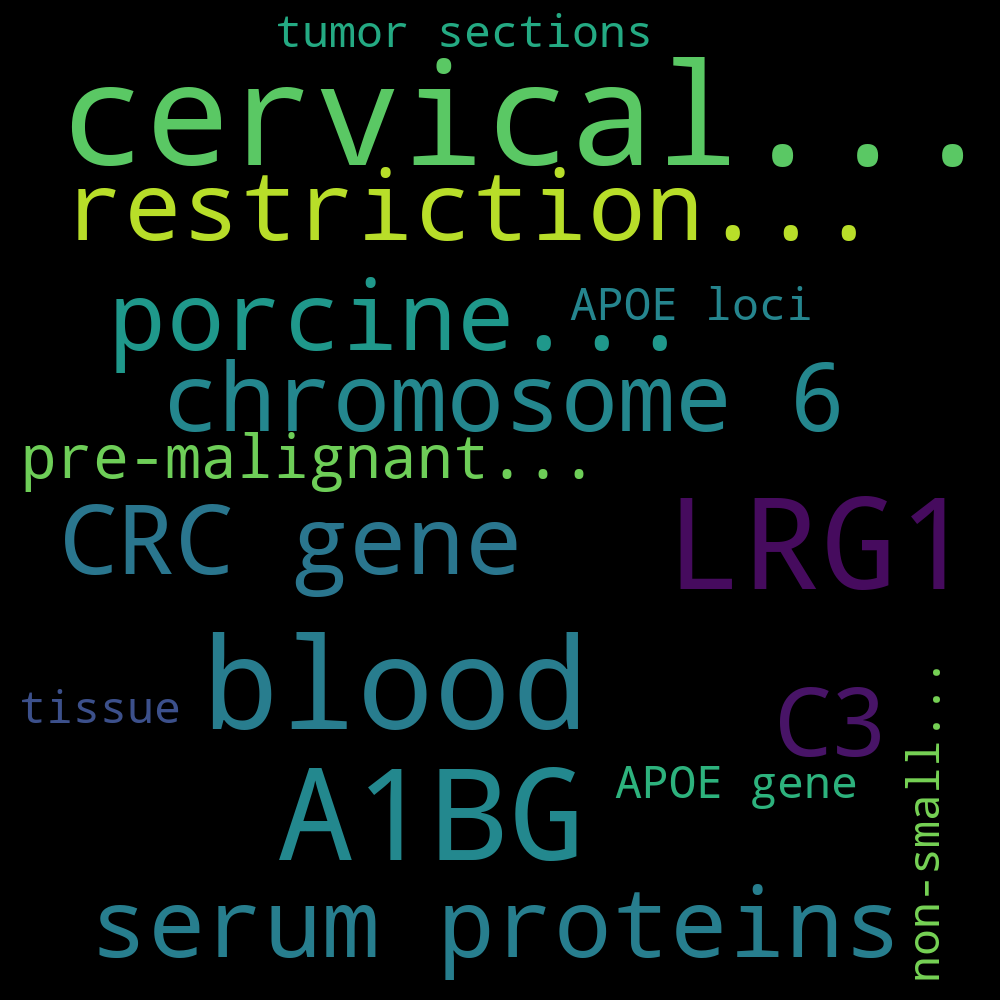 tumor sections
cervical...
restriction...
porcine...
APOE loci
chromosome 6
pre-malignant...
CRC gene
LRG1
blood
tissue
C3
non-small...
A1BG
APOE gene
serum proteins